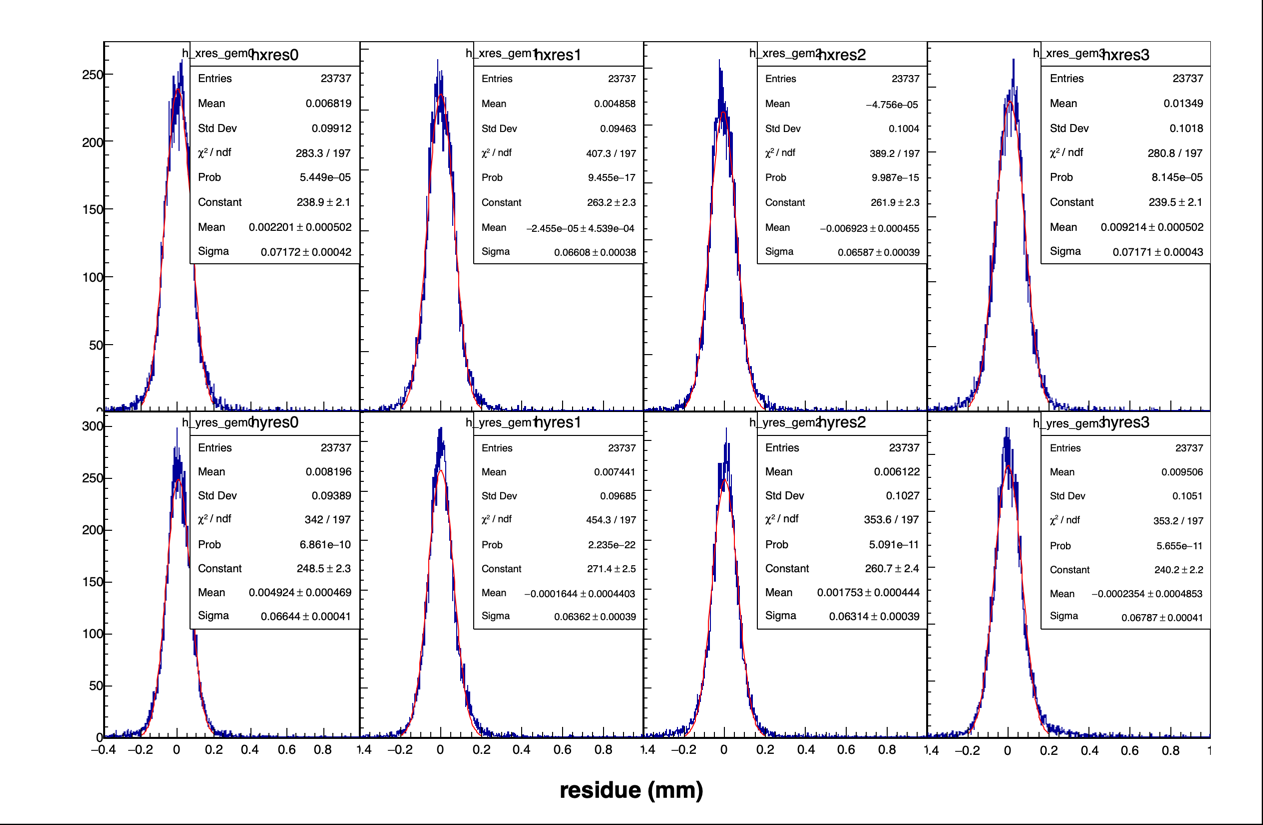 h_xres_gem0 hxres0
Entries 23737
Mean 0.006819
Std Dev 0.09912
χ² / ndf 283.3 / 197
Prob 5.449e−05
Constant 238.9 ± 2.1
Mean 0.002201 ± 0.000502
Sigma 0.07172 ± 0.00042
h_xres_gem1 hxres1
Entries 23737
Mean 0.004858
Std Dev 0.09463
χ² / ndf 407.3 / 197
Prob 9.455e−17
Constant 263.2 ± 2.3
Mean −2.455e−05 ± 4.539e−04
Sigma 0.06608 ± 0.00038
h_xres_gem2 hxres2
Entries 23737
Mean −4.756e−05
Std Dev 0.1004
χ² / ndf 389.2 / 197
Prob 9.987e−15
Constant 261.9 ± 2.3
Mean −0.006923 ± 0.000455
Sigma 0.06587 ± 0.00039
h_xres_gem3 hxres3
Entries 23737
Mean 0.01349
Std Dev 0.1018
χ² / ndf 280.8 / 197
Prob 8.145e−05
Constant 239.5 ± 2.1
Mean 0.009214 ± 0.000502
Sigma 0.07171 ± 0.00043
250
200
150
100
50
0
h_yres_gem0 hyres0
Entries 23737
Mean 0.008196
Std Dev 0.09389
χ² / ndf 342 / 197
Prob 6.861e−10
Constant 248.5 ± 2.3
Mean 0.004924 ± 0.000469
Sigma 0.06644 ± 0.00041
h_yres_gem1 hyres1
Entries 23737
Mean 0.007441
Std Dev 0.09685
χ² / ndf 454.3 / 197
Prob 2.235e−22
Constant 271.4 ± 2.5
Mean −0.0001644 ± 0.0004403
Sigma 0.06362 ± 0.00039
h_yres_gem2 hyres2
Entries 23737
Mean 0.006122
Std Dev 0.1027
χ² / ndf 353.6 / 197
Prob 5.091e−11
Constant 260.7 ± 2.4
Mean 0.001753 ± 0.000444
Sigma 0.06314 ± 0.00039
h_yres_gem3 hyres3
Entries 23737
Mean 0.009506
Std Dev 0.1051
χ² / ndf 353.2 / 197
Prob 5.655e−11
Constant 240.2 ± 2.2
Mean −0.0002354 ± 0.0004853
Sigma 0.06787 ± 0.00041
300
250
200
150
100
50
0
−0.4 −0.2 0 0.2 0.4 0.6 0.8 1.4 −0.2 0 0.2 0.4 0.6 0.8 1.4 −0.2 0 0.2 0.4 0.6 0.8 1.4 −0.2 0 0.2 0.4 0.6 0.8 1
residue (mm)